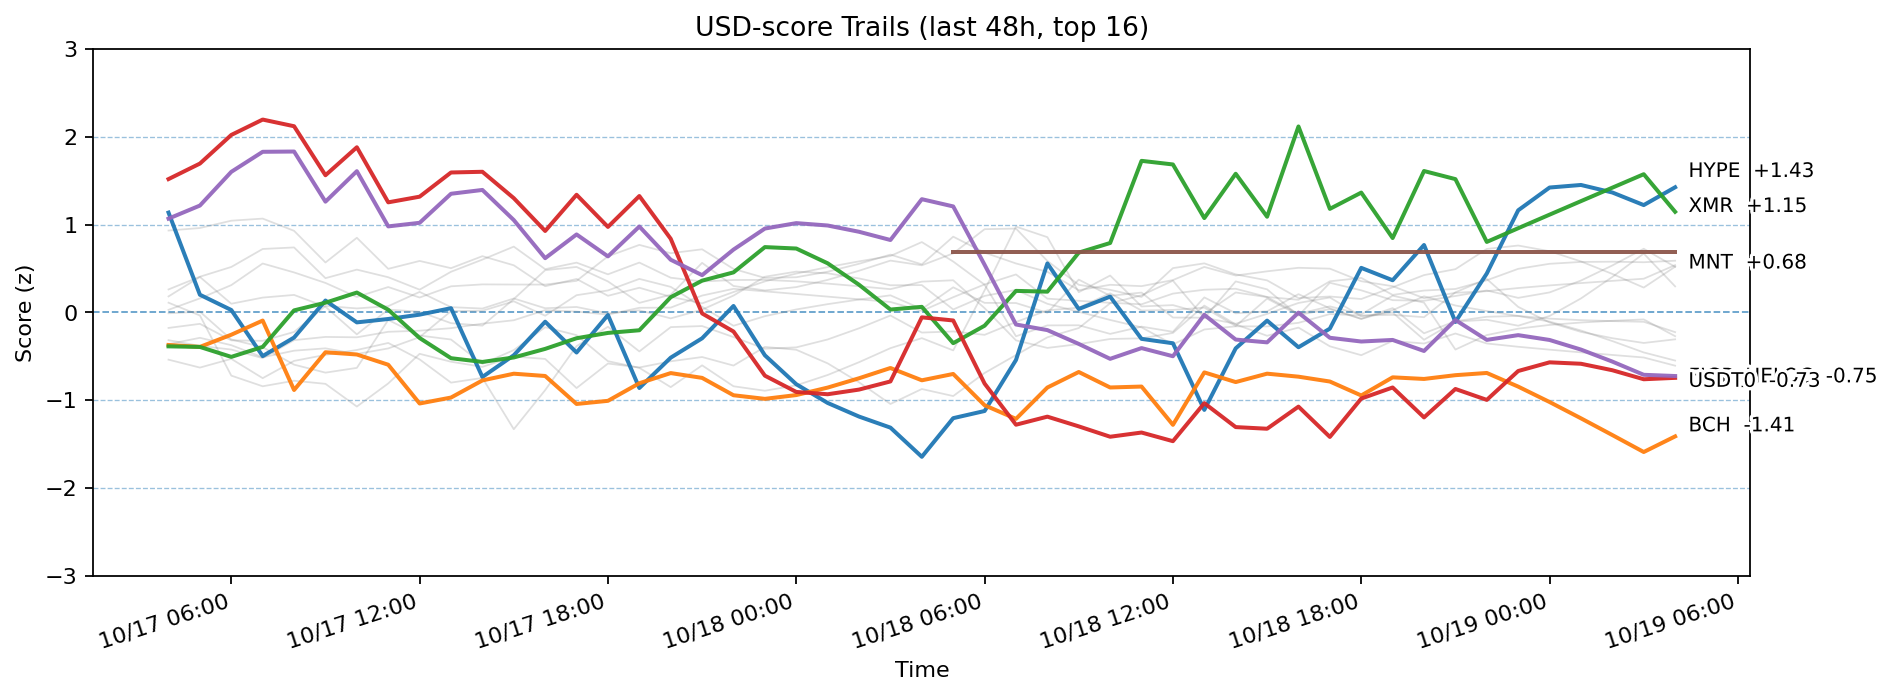 USD-score Trails (last 48h, top 16)
Score (z)
3
2
1
0
−1
−2
−3
HYPE +1.43
XMR +1.15
MNT +0.68
-0.75
USDT0 -0.73
BCH -1.41
10/17 06:00
10/17 12:00
10/17 18:00
10/18 00:00
10/18 06:00
10/18 12:00
10/18 18:00
10/19 00:00
10/19 06:00
Time